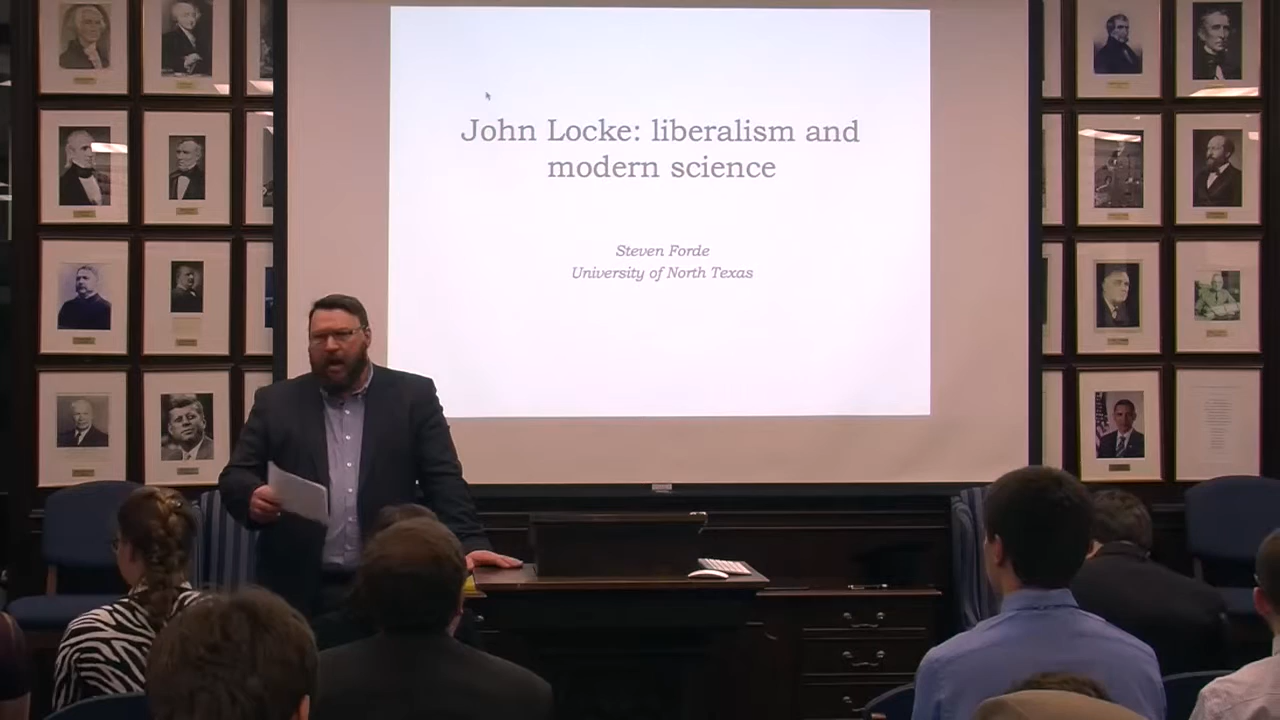 John Locke: liberalism and
modern science
Steven Forde
University of North Texas